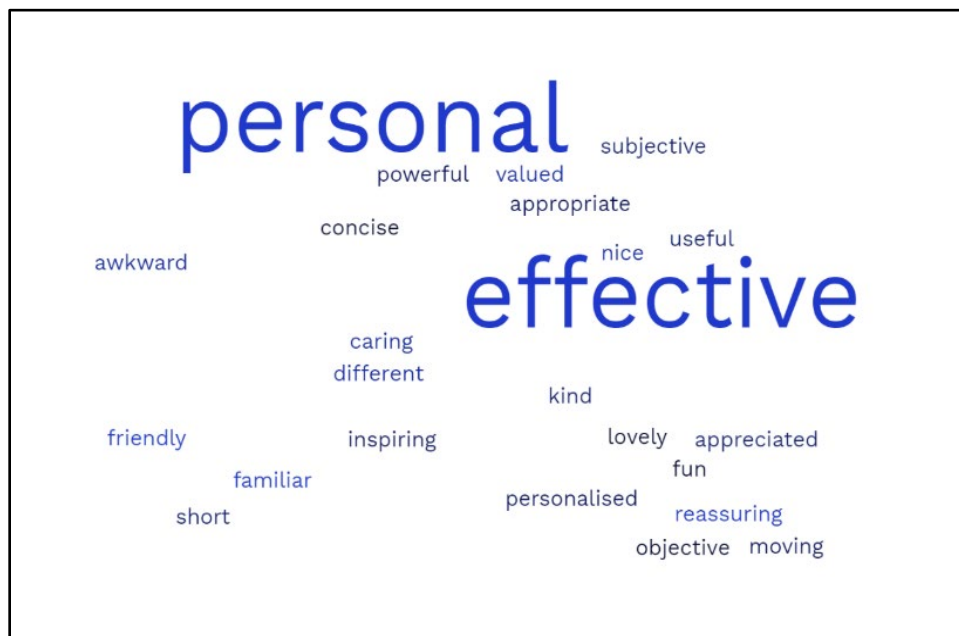 personal
subjective
powerful valued
appropriate
concise
useful
nice
awkward
effective
caring
different
kind
friendly inspiring lovely appreciated
fun
familiar
personalised
short reassuring
objective moving